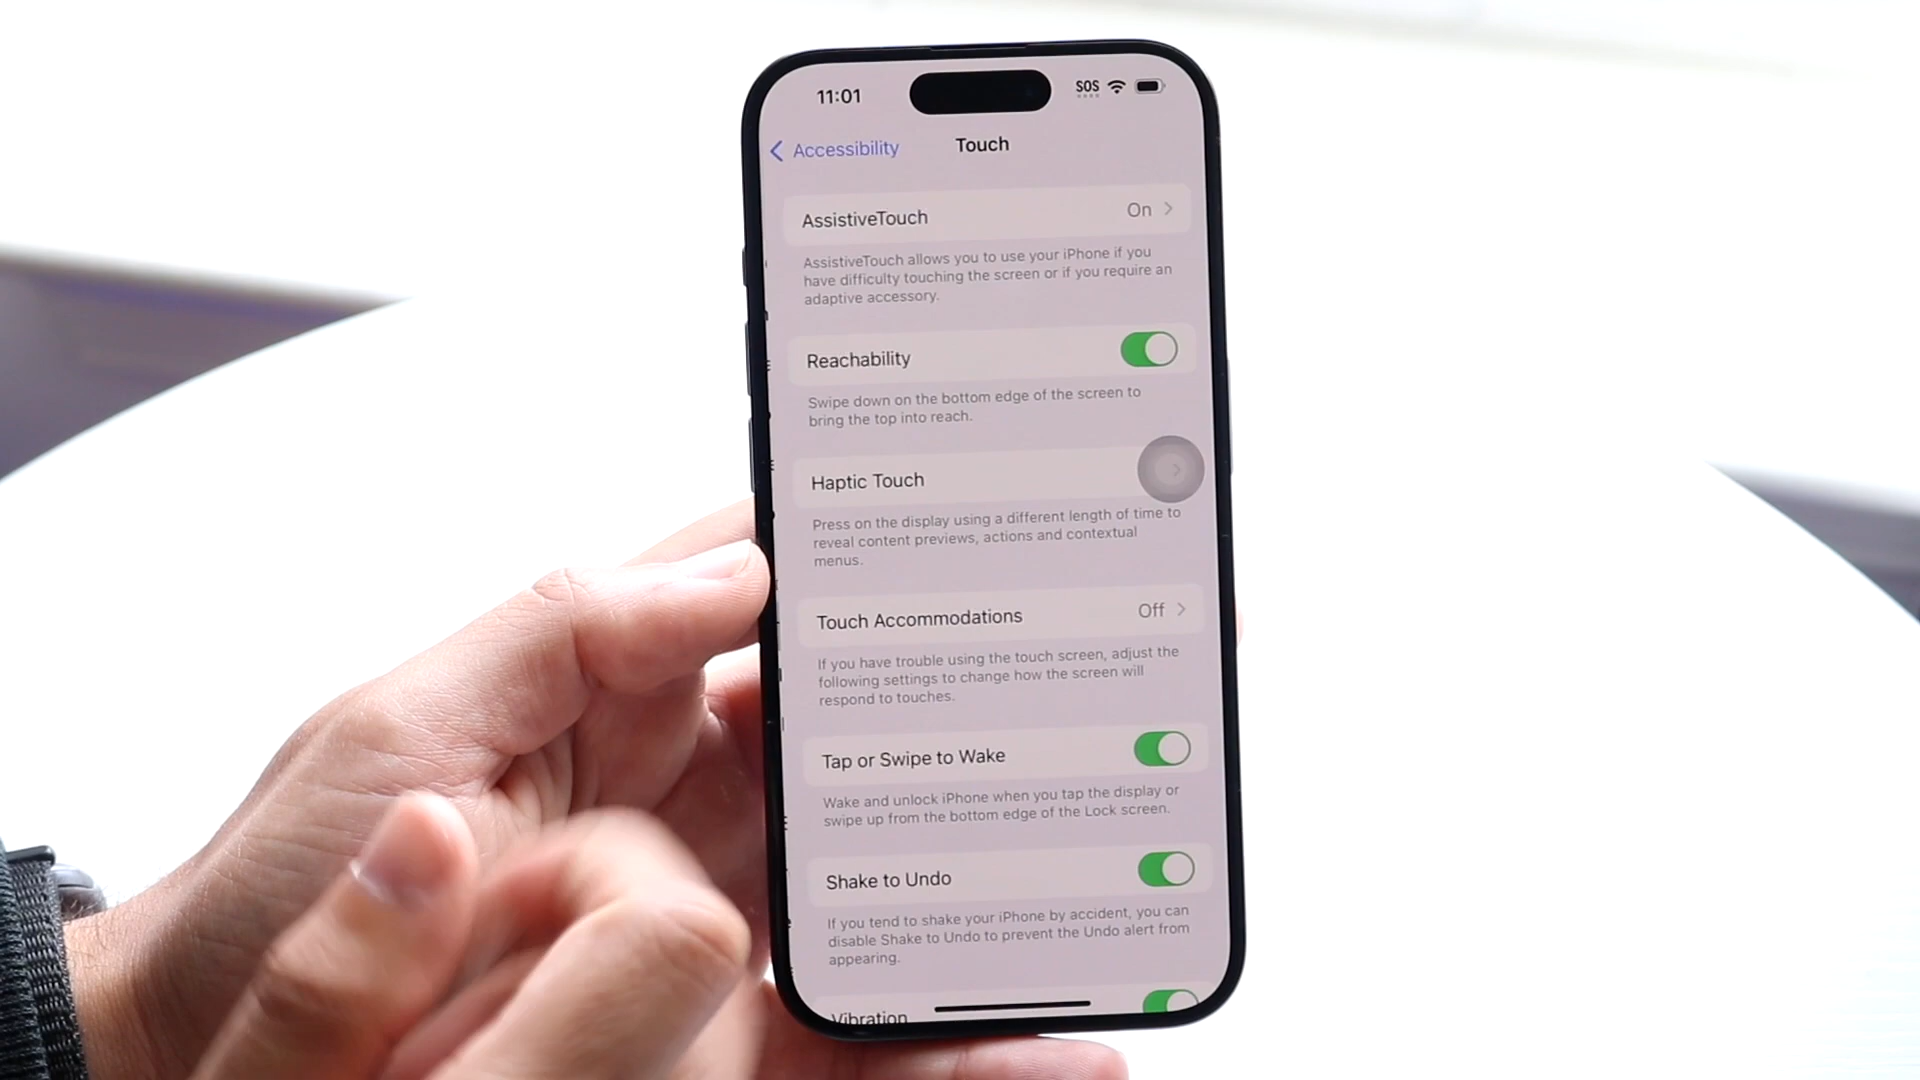 11:01
SOS
Accessibility
Touch
AssistiveTouch
On
AssistiveTouch allows you to use your iPhone if you
have difficulty touching the screen or if you require an
adaptive accessory.
Reachability
Swipe down on the bottom edge of the screen to
bring the top into reach.
Haptic Touch
Press on the display using a different length of time to
reveal content previews, actions and contextual
menus.
Touch Accommodations
Off
If you have trouble using the touch screen, adjust the
following settings to change how the screen will
respond to touches.
Tap or Swipe to Wake
Wake and unlock iPhone when you tap the display or
swipe up from the bottom edge of the Lock screen.
Shake to Undo
If you tend to shake your iPhone by accident, you can
disable Shake to Undo to prevent the Undo alert from
appearing.
Vibration